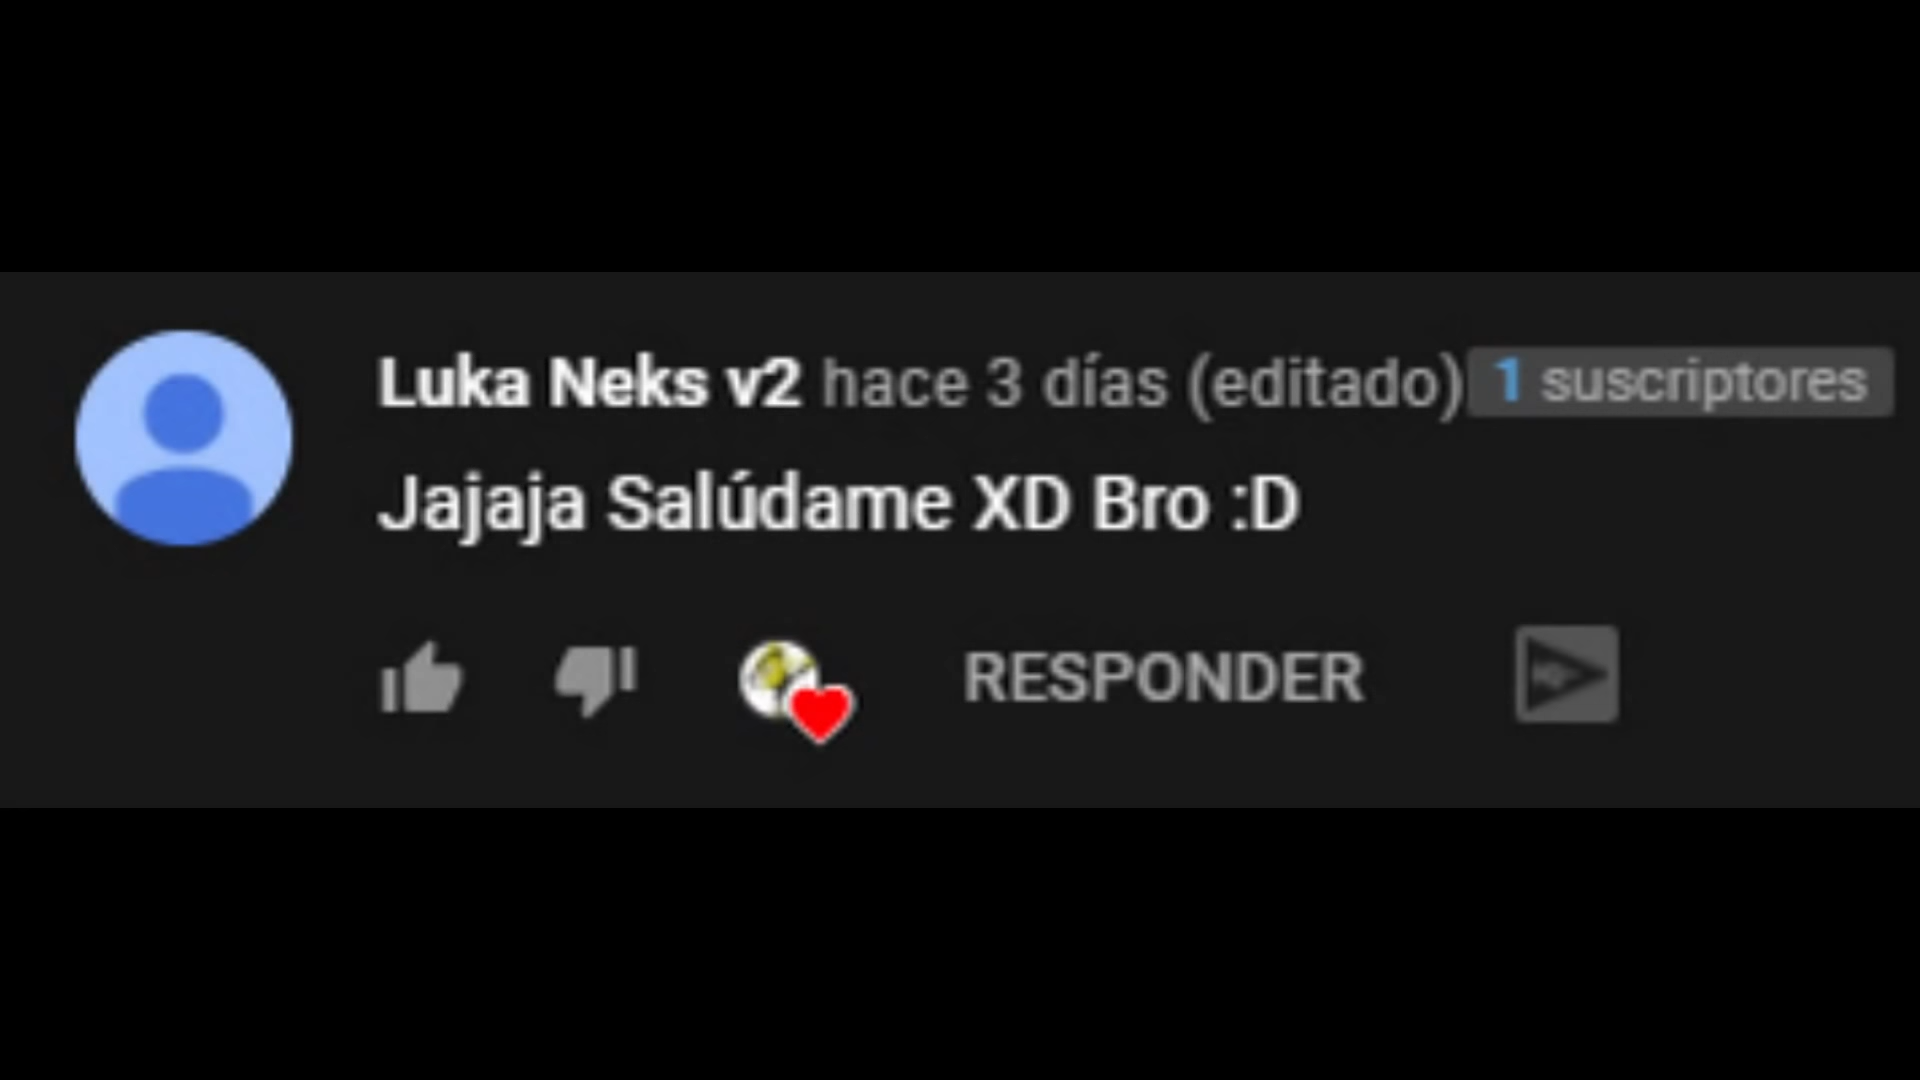 Luka Neks v2 hace 3 días (editado) 1 suscriptores
Jajaja Salúdame XD Bro :D
RESPONDER